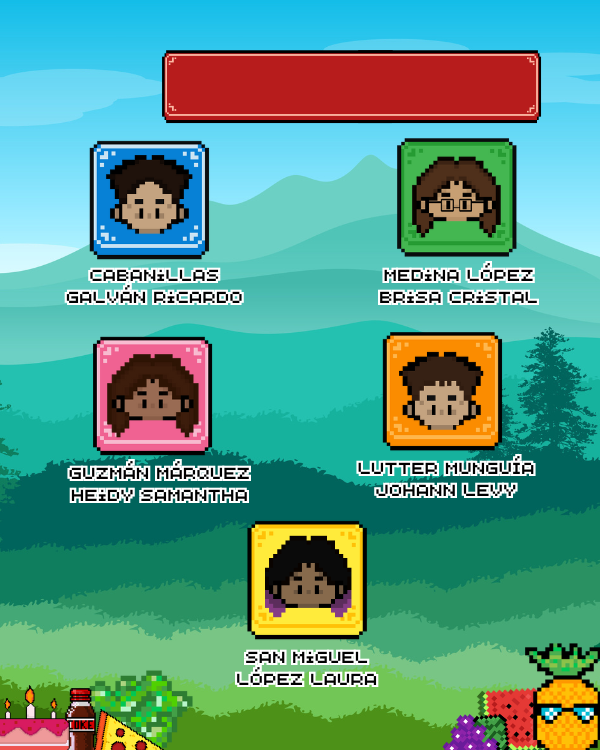 CABANiLLAS
GALVÁN RiCARDO
MEDiNA LÓPEZ
BRiSA CRiSTAL
GUZMÁN MÁRQUEZ
HEiDY SAMANTHA
LUTTER MUNGUÍA
JOHANN LEVY
SAN MiGUEL
LÓPEZ LAURA